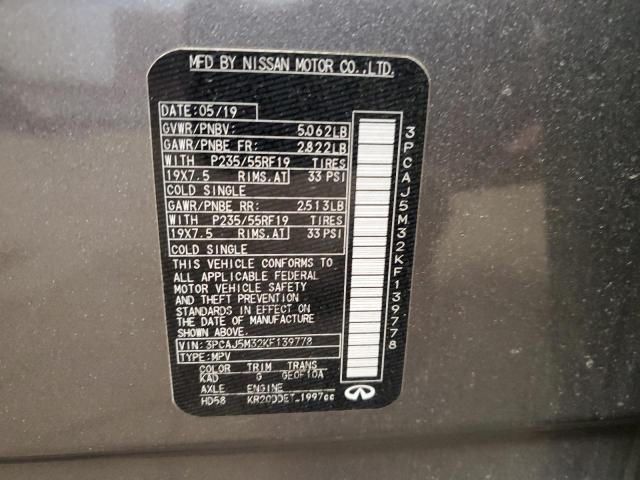 MFD BY NISSAN MOTOR CO.,LTD.
DATE: 05/19
GVWR/PNBV: 5,062LB
GAWR/PNBE FR: 2,822LB
WITH P235/55RF19 TIRES
19X7.5 RIMS,AT 33 PSI
COLD SINGLE
GAWR/PNBE RR: 2,513LB
WITH P235/55RF19 TIRES
19X7.5 RIMS,AT 33 PSI
COLD SINGLE
THIS VEHICLE CONFORMS TO
ALL APPLICABLE FEDERAL
MOTOR VEHICLE SAFETY
AND THEFT PREVENTION
STANDARDS IN EFFECT ON
THE DATE OF MANUFACTURE
SHOWN ABOVE.
VIN: 3PCAJ5M32KF139778
TYPE: MPV
COLOR TRIM TRANS
KAD G GE0F10A
AXLE ENGINE
HD58 KR20DDET 1997cc
3PCAJ5M32KF139778